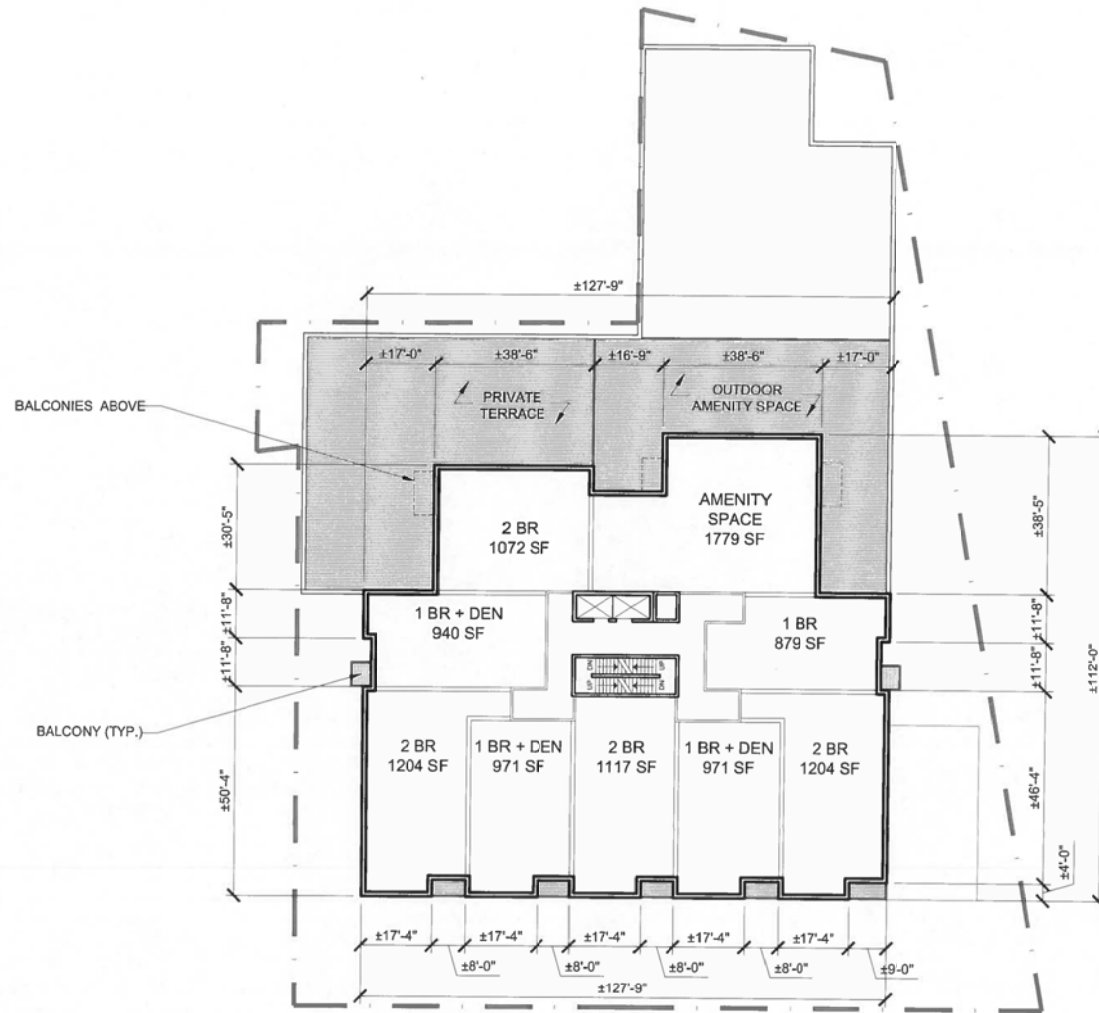 ±127'-9"
±17'-0"
±38'-6"
±16'-9"
±38'-6"
±17'-0"
PRIVATE
TERRACE
OUTDOOR
AMENITY SPACE
BALCONIES ABOVE
±30'-5"
±38'-5"
AMENITY
SPACE
1779 SF
2 BR
1072 SF
±11'-8"
±11'-8"
1 BR + DEN
940 SF
1 BR
879 SF
±11'-8"
±11'-8"
±112'-0"
DN
UP
UP
DN
BALCONY (TYP.)
2 BR
1204 SF
1 BR + DEN
971 SF
2 BR
1117 SF
1 BR + DEN
971 SF
2 BR
1204 SF
±50'-4"
±46'-4"
±4'-0"
±17'-4"
±17'-4"
±17'-4"
±17'-4"
±17'-4"
±8'-0"
±8'-0"
±8'-0"
±8'-0"
±9'-0"
±127'-9"